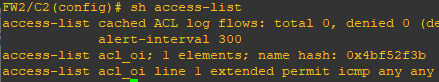 FW2/C2(config)# sh access-list
access-list cached ACL log flows: total 0, denied 0 (de
alert-interval 300
access-list acl_oi; 1 elements; name hash: 0x4bf52f3b
access-list acl_oi line 1 extended permit icmp any any